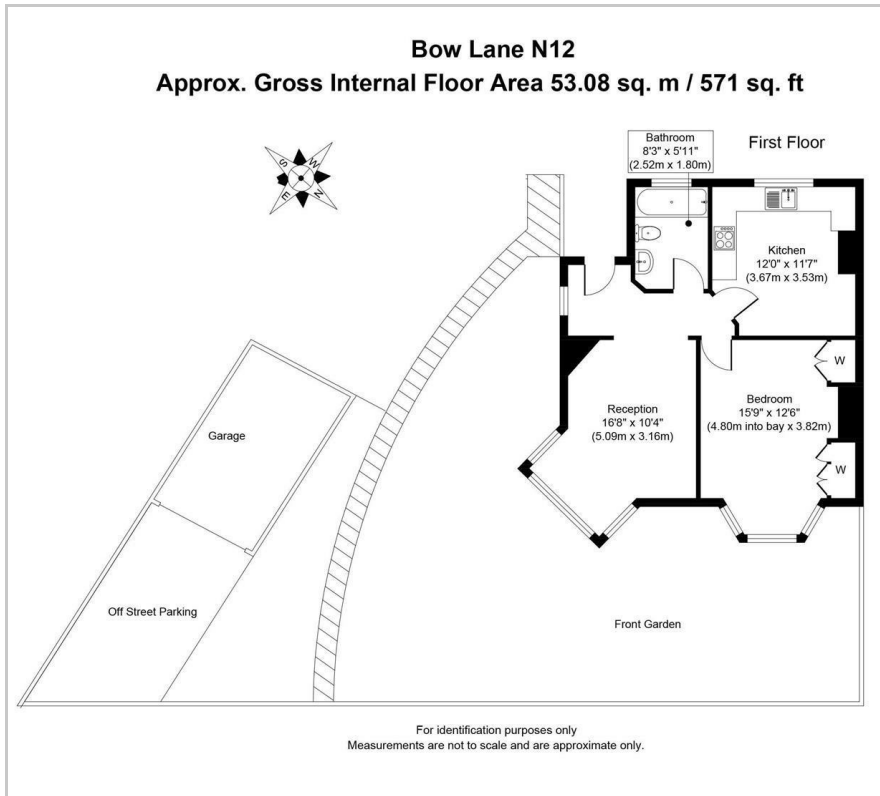 Bow Lane N12
Approx. Gross Internal Floor Area 53.08 sq. m / 571 sq. ft
First Floor
Bathroom
8'3" x 5'11"
(2.52m x 1.80m)
S
W
E
N
Kitchen
12'0" x 11'7"
(3.67m x 3.53m)
W
Reception
16'8" x 10'4"
(5.09m x 3.16m)
Bedroom
15'9" x 12'6"
(4.80m into bay x 3.82m)
W
Garage
Off Street Parking
Front Garden
For identification purposes only
Measurements are not to scale and are approximate only.